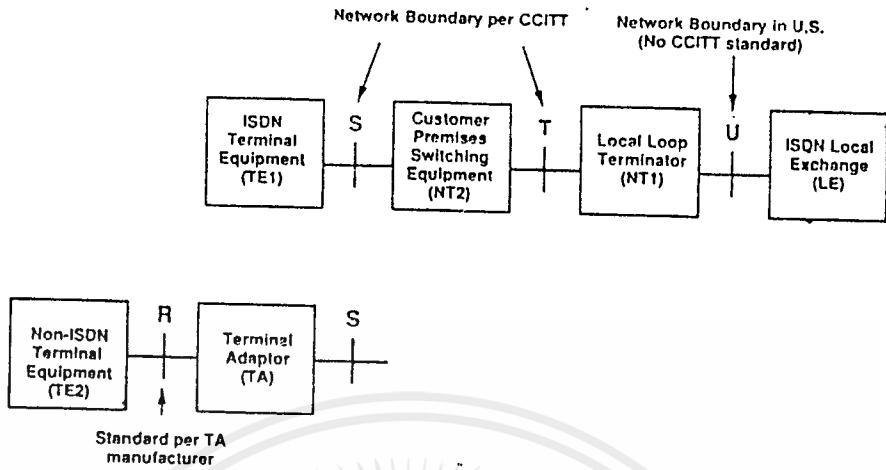 Network Boundary per CCITT
Network Boundary in U.S.
(No CCITT standard)
ISDN
Terminal
Equipment
(TE1)
S
Customer
Premises
Switching
Equipment
(NT2)
T
Local Loop
Terminator
(NT1)
U
ISDN Local
Exchange
(LE)
Non-ISDN
Terminal
Equipment
(TE2)
R
Terminal
Adaptor
(TA)
S
Standard per TA
manufacturer